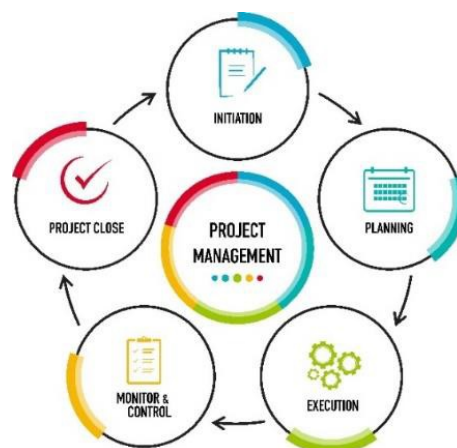 INITIATION
PLANNING
EXECUTION
MONITOR &
CONTROL
PROJECT CLOSE
PROJECT
MANAGEMENT